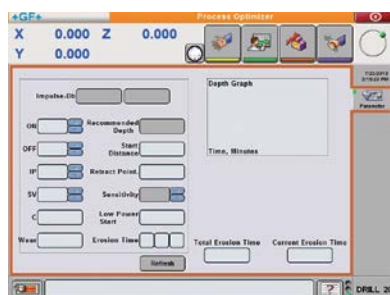 +GF+ Process Optimizer
X 0.000 Z 0.000
Y 0.000
Depth Graph
Impulse.Db
ON Recommended Depth
OFF Start Distance
Time, Minutes
IP Retract Point.
SV Sensitivity
C Low Power Start
Wear Erosion Time
Total Erosion Time Current Erosion Time
Refresh
Parameter
? DRILL 20